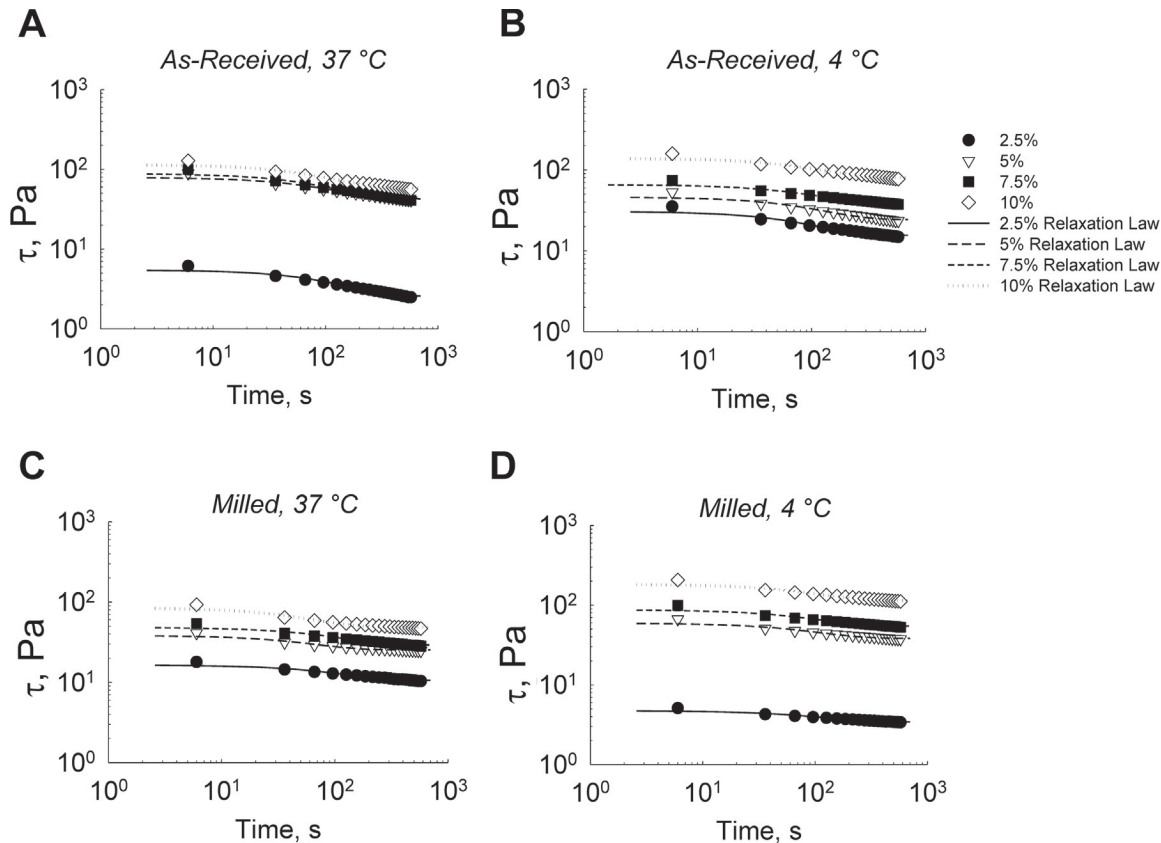 A
As-Received, 37 °C
10³
10²
10¹
10⁰
τ, Pa
10⁰ 10¹ 10² 10³
Time, s
B
As-Received, 4 °C
10³
10²
10¹
10⁰
τ, Pa
10⁰ 10¹ 10² 10³
Time, s
2.5%
5%
7.5%
10%
2.5% Relaxation Law
5% Relaxation Law
7.5% Relaxation Law
10% Relaxation Law
C
Milled, 37 °C
10³
10²
10¹
10⁰
τ, Pa
10⁰ 10¹ 10² 10³
Time, s
D
Milled, 4 °C
10³
10²
10¹
10⁰
τ, Pa
10⁰ 10¹ 10² 10³
Time, s